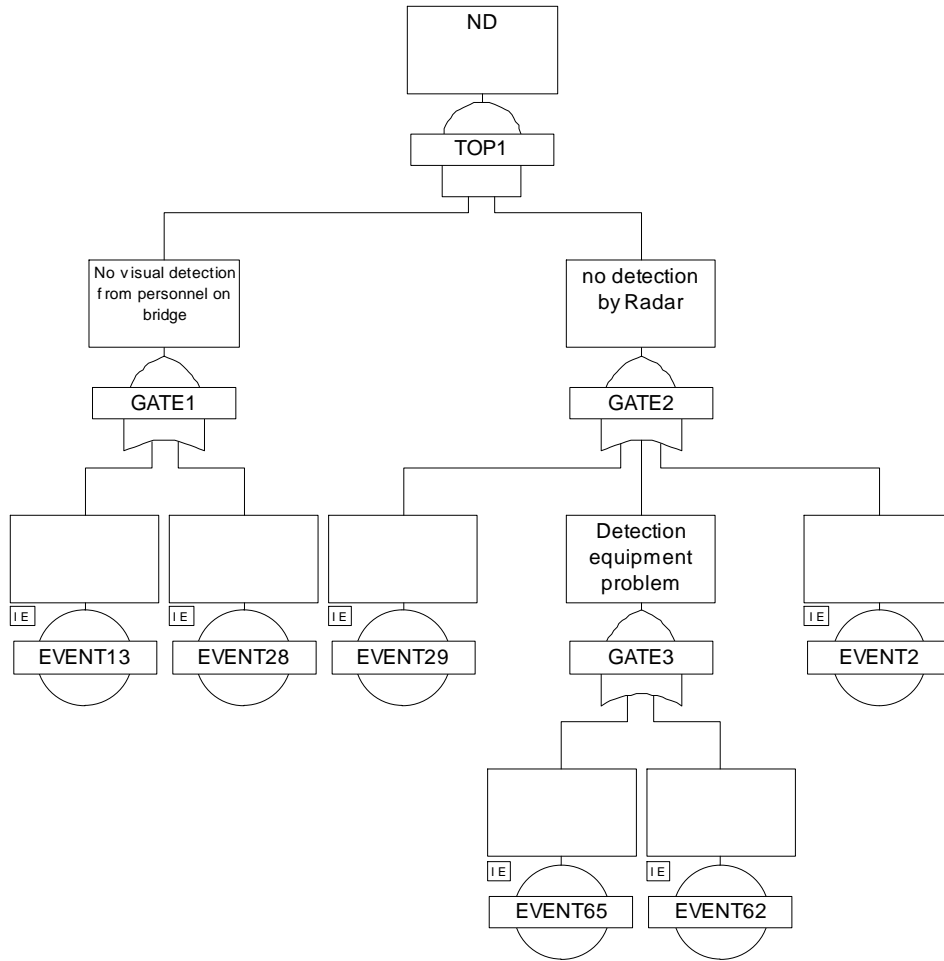 ND
TOP1
No visual detection
from personnel on
bridge
no detection
by Radar
GATE1
GATE2
Detection
equipment
problem
IE
IE
IE
IE
EVENT13
EVENT28
EVENT29
GATE3
EVENT2
IE
IE
EVENT65
EVENT62